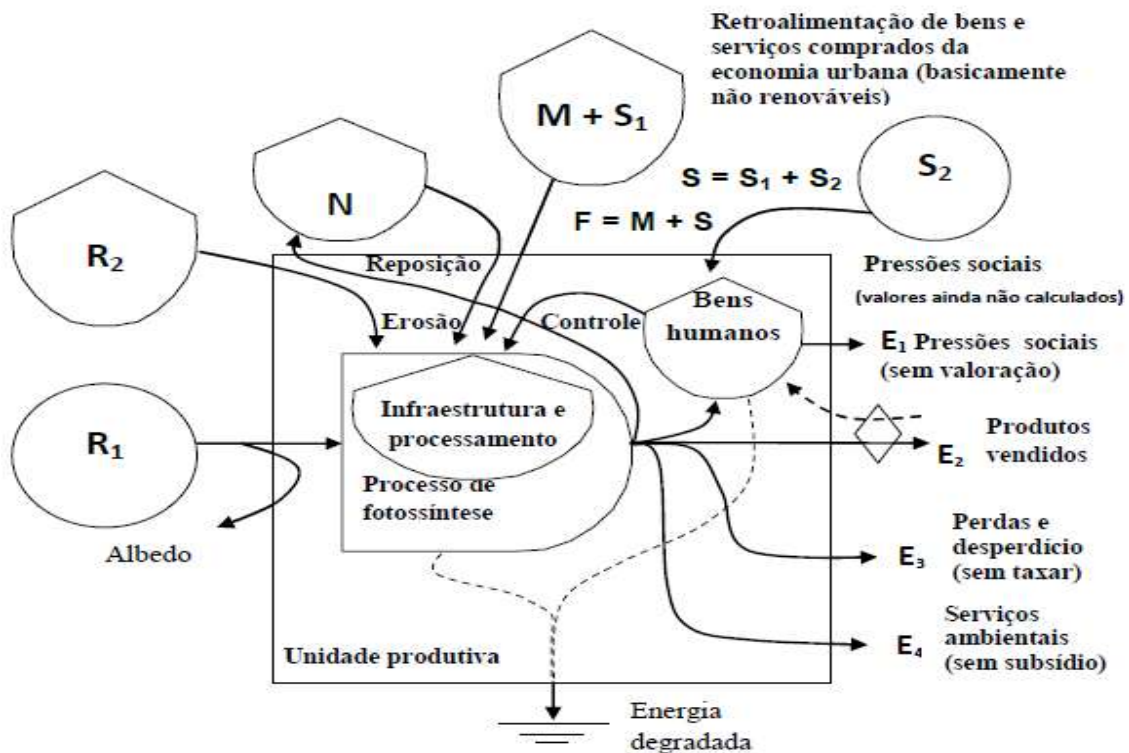 Retroalimentação de bens e
serviços comprados da
economia urbana (basicamente
não renováveis)
M + S₁
S₂
N
S = S₁ + S₂
F = M + S
R₂
Reposição
Pressões sociais
(valores ainda não calculados)
Bens
humanos
Erosão
Controle
E₁ Pressões sociais
(sem valoração)
Infraestrutura e
processamento
R₁
E₂
Produtos
vendidos
Processo de
fotossíntese
Albedo
E₃
Perdas e
desperdício
(sem taxar)
E₄
Serviços
ambientais
(sem subsídio)
Unidade produtiva
Energia
degradada